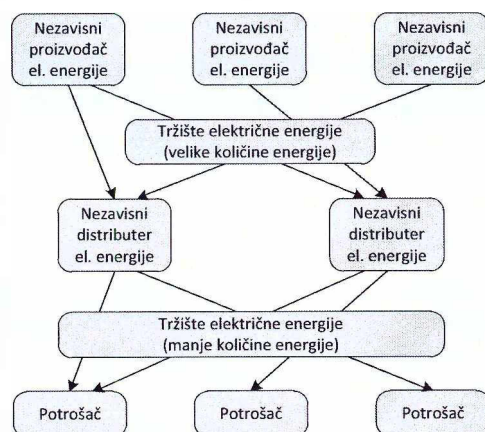 Nezavisni
proizvođač
el. energije
Nezavisni
proizvođač
el. energije
Nezavisni
proizvođač
el. energije
Tržište električne energije
(velike količine energije)
Nezavisni
distributer
el. energije
Nezavisni
distributer
el. energije
Tržište električne energije
(manje količine energije)
Potrošač
Potrošač
Potrošač